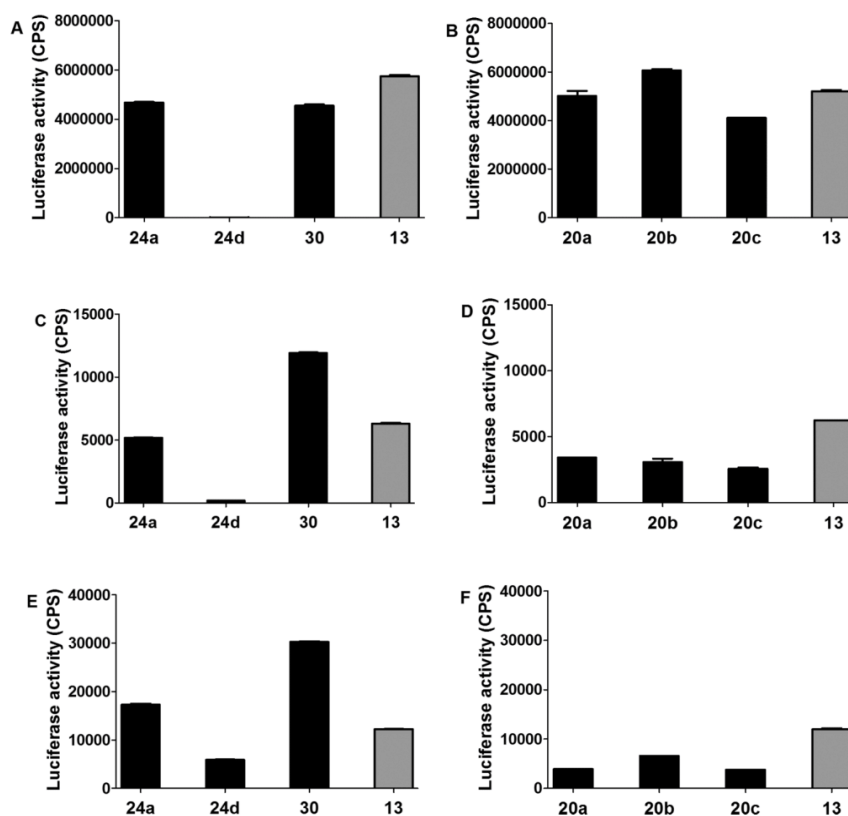 A
Luciferase activity (CPS)
8000000
6000000
4000000
2000000
0
24a 24d 30 13
B
Luciferase activity (CPS)
8000000
6000000
4000000
2000000
0
20a 20b 20c 13
C
Luciferase activity (CPS)
15000
10000
5000
0
24a 24d 30 13
D
Luciferase activity (CPS)
15000
10000
5000
0
20a 20b 20c 13
E
Luciferase activity (CPS)
40000
30000
20000
10000
0
24a 24d 30 13
F
Luciferase activity (CPS)
40000
30000
20000
10000
0
20a 20b 20c 13